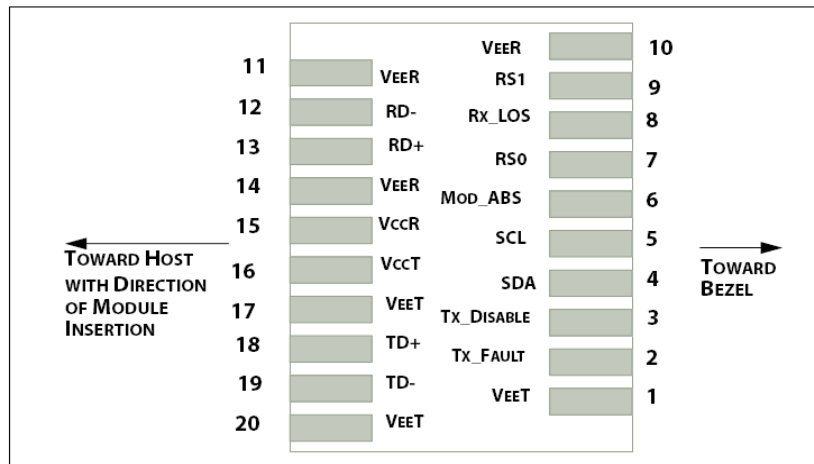 11 VEER
12 RD-
13 RD+
14 VEER
15 VCCR
16 VCCT
17 VEET
18 TD+
19 TD-
20 VEET
VEER 10
RS1 9
RX_LOS 8
RS0 7
MOD_ABS 6
SCL 5
SDA 4
TX_DISABLE 3
TX_FAULT 2
VEET 1
TOWARD HOST
WITH DIRECTION
OF MODULE
INSERTION
TOWARD
BEZEL